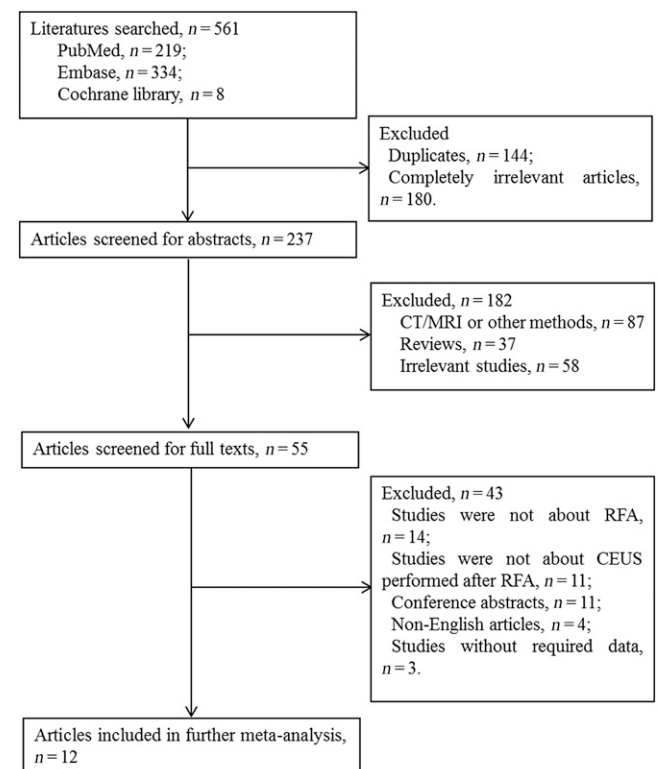 Literatures searched, n=561
PubMed, n=219;
Embase, n=334;
Cochrane library, n=8
Excluded
Duplicates, n=144;
Completely irrelevant articles,
n=180.
Articles screened for abstracts, n=237
Excluded, n=182
CT/MRI or other methods, n=87
Reviews, n=37
Irrelevant studies, n=58
Articles screened for full texts, n=55
Excluded, n=43
Studies were not about RFA,
n=14;
Studies were not about CEUS
performed after RFA, n=11;
Conference abstracts, n=11;
Non-English articles, n=4;
Studies without required data,
n=3.
Articles included in further meta-analysis,
n=12